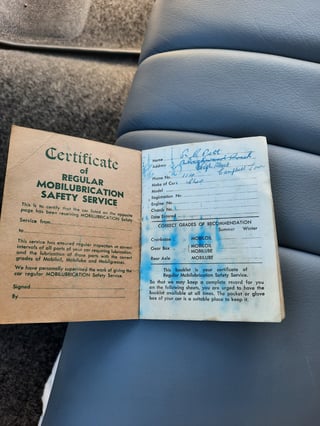 Certificate
of
REGULAR
MOBILUBRICATION
SAFETY SERVICE
This is to certify that the car listed on the opposite
page has been receiving MOBILUBRICATION Safety
Service from
to
This service has ensured regular inspection at correct
intervals of all parts of your car requiring lubrication,
and the lubrication of those parts with the correct
grades of Mobiloil, Mobilube and Mobilgreases.
We have personally supervised the work of giving the
car regular MOBILUBRICATION Safety Service.
Signed
By
Name
Address
Street
Phone No.
Make of Car
Model
Registration No.
Engine No.
Chassis No.
Date Entered
CORRECT GRADES OF RECOMMENDATION
Summer Winter
Crankcase MOBILOIL
Gear Box MOBILOIL
MOBILUBE
Rear Axle MOBILUBE
This booklet is your certificate of
Regular Mobilubrication Safety Service.
So that we may keep a complete record for you
on the following sheets, you are urged to have the
booklet available at all times. The pocket or glove
box of your car is a suitable place to keep it.